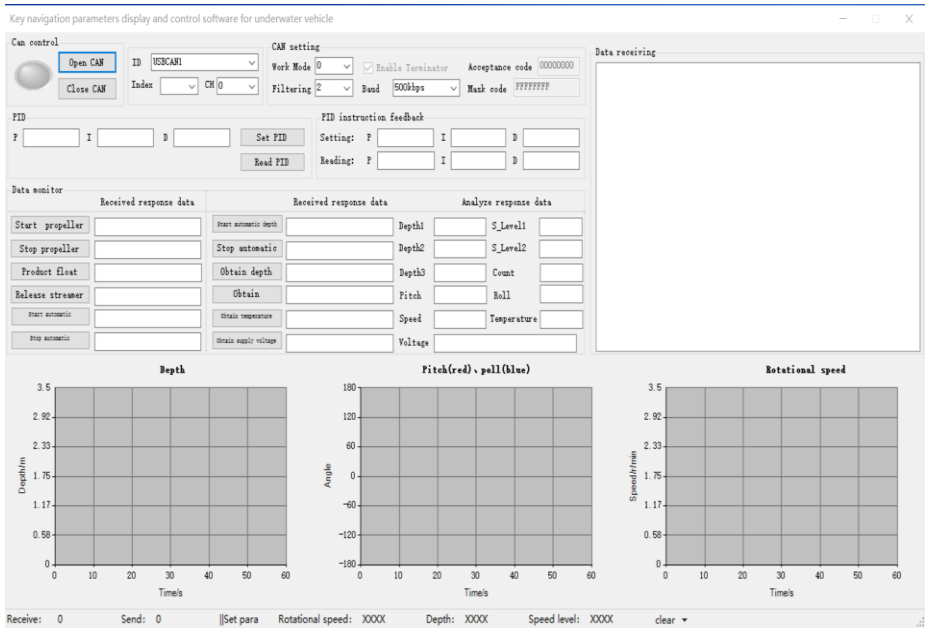 Key navigation parameters display and control software for underwater vehicle
Can control
Open CAN
Close CAN
ID USBCAN1
Index CH 0
CAN setting
Work Mode 0 Enable Terminator Acceptance code 00000000
Filtering 2 Baud 500kbps Mask code FFFFFFFF
Data receiving
PID
P I D Set PID
Read PID
PID instruction feedback
Setting: P I D
Reading: P I D
Data monitor
Received response data Received response data Analyze response data
Start propeller Start automatic depth Depth1 S_Level1
Stop propeller Stop automatic Depth2 S_Level2
Product float Obtain depth Depth3 Count
Release streamer Obtain Pitch Roll
Start automatic Obtain temperature Speed Temperature
Stop automatic Obtain supply voltage Voltage
Depth
3.5
2.92
2.33
1.75
1.17
0.58
0
Depth/m
0 10 20 30 40 50 60
Time/s
Pitch(red)、poll(blue)
180
120
60
0
-60
-120
-180
Angle
0 10 20 30 40 50 60
Time/s
Rotational speed
3.5
2.92
2.33
1.75
1.17
0.58
0
Speed/r/min
0 10 20 30 40 50 60
Time/s
Receive: 0 Send: 0 ||Set para Rotational speed: XXXX Depth: XXXX Speed level: XXXX clear